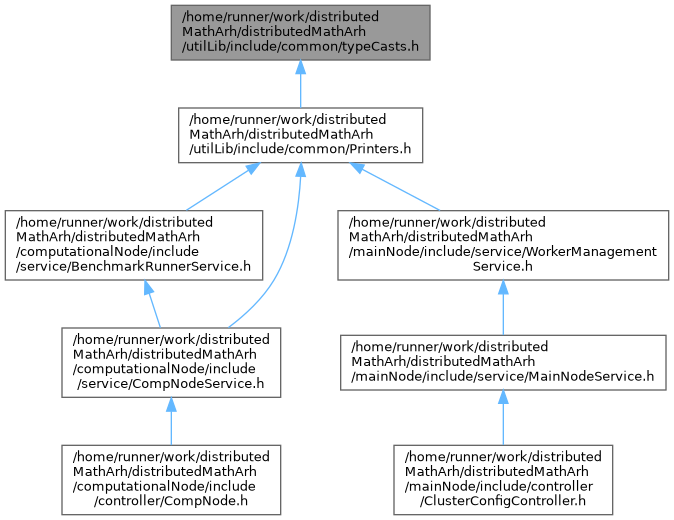 /home/runner/work/distributed
MathArh/distributedMathArh
/utilLib/include/common/typeCasts.h
/home/runner/work/distributed
MathArh/distributedMathArh
/utilLib/include/common/Printers.h
/home/runner/work/distributed
MathArh/distributedMathArh
/computationalNode/include
/service/BenchmarkRunnerService.h
/home/runner/work/distributed
MathArh/distributedMathArh
/mainNode/include/service/WorkerManagement
Service.h
/home/runner/work/distributed
MathArh/distributedMathArh
/computationalNode/include
/service/CompNodeService.h
/home/runner/work/distributed
MathArh/distributedMathArh
/mainNode/include/service/MainNodeService.h
/home/runner/work/distributed
MathArh/distributedMathArh
/computationalNode/include
/controller/CompNode.h
/home/runner/work/distributed
MathArh/distributedMathArh
/mainNode/include/controller
/ClusterConfigController.h